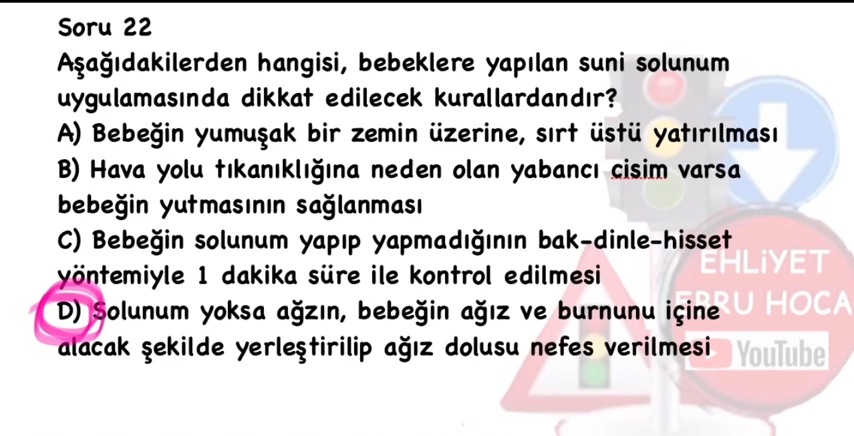 Soru 22
Aşağıdakilerden hangisi, bebeklere yapılan suni solunum
uygulamasında dikkat edilecek kurallardandır?
A) Bebeğin yumuşak bir zemin üzerine, sırt üstü yatırılması
B) Hava yolu tıkanıklığına neden olan yabancı cisim varsa
bebeğin yutmasının sağlanması
C) Bebeğin solunum yapıp yapmadığının bak-dinle-hisset
yöntemiyle 1 dakika süre ile kontrol edilmesi
D) Solunum yoksa ağzın, bebeğin ağız ve burnunu içine
alacak şekilde yerleştirilip ağız dolusu nefes verilmesi
EHLİYET
EBRU HOCA
YouTube